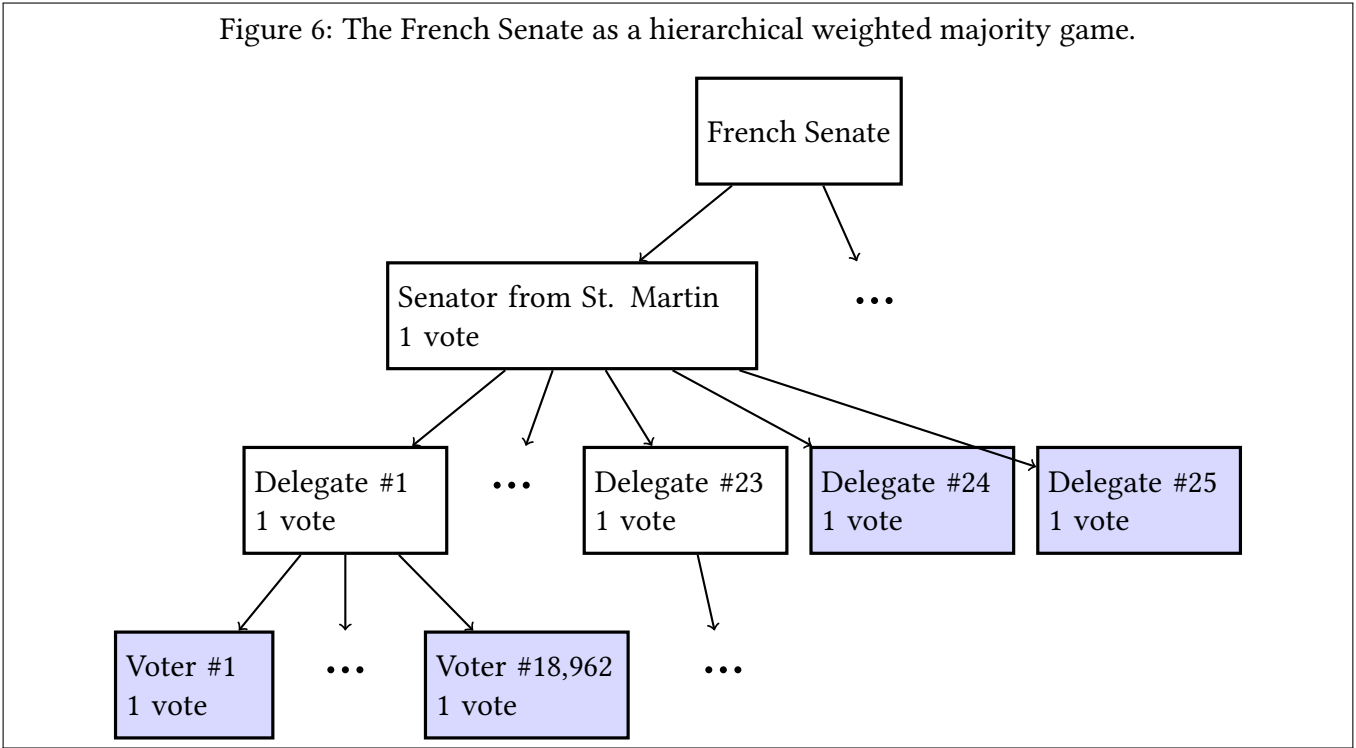 Figure 6: The French Senate as a hierarchical weighted majority game.
French Senate
Senator from St. Martin
1 vote
...
Delegate #1
1 vote
...
Delegate #23
1 vote
Delegate #24
1 vote
Delegate #25
1 vote
Voter #1
1 vote
...
Voter #18,962
1 vote
...